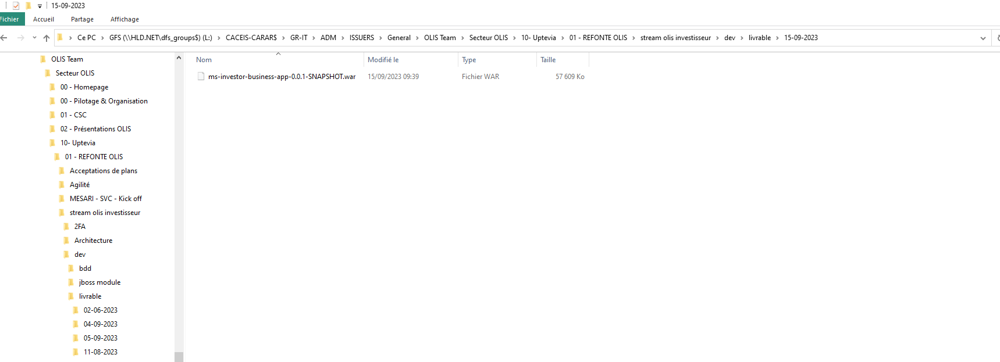 15-09-2023
Fichier Accueil Partage Affichage
Ce PC > GFS (\\HLD.NET\dfs_groups$) (L:) > CACEIS-CARAR$ > GR-IT > ADM > ISSUERS > General > OLIS Team > Secteur OLIS > 10- Uptevia > 01 - REFONTE OLIS > stream olis investisseur > dev > livrable > 15-09-2023
Nom Modifié le Type Taille
ms-investor-business-app-0.0.1-SNAPSHOT.war 15/09/2023 09:39 Fichier WAR 57 609 Ko
OLIS Team
Secteur OLIS
00 - Homepage
00 - Pilotage & Organisation
01 - CSC
02 - Présentations OLIS
10- Uptevia
01 - REFONTE OLIS
Acceptations de plans
Agilité
MESARI - SVC - Kick off
stream olis investisseur
2FA
Architecture
dev
bdd
jboss module
livrable
02-06-2023
04-09-2023
05-09-2023
11-08-2023